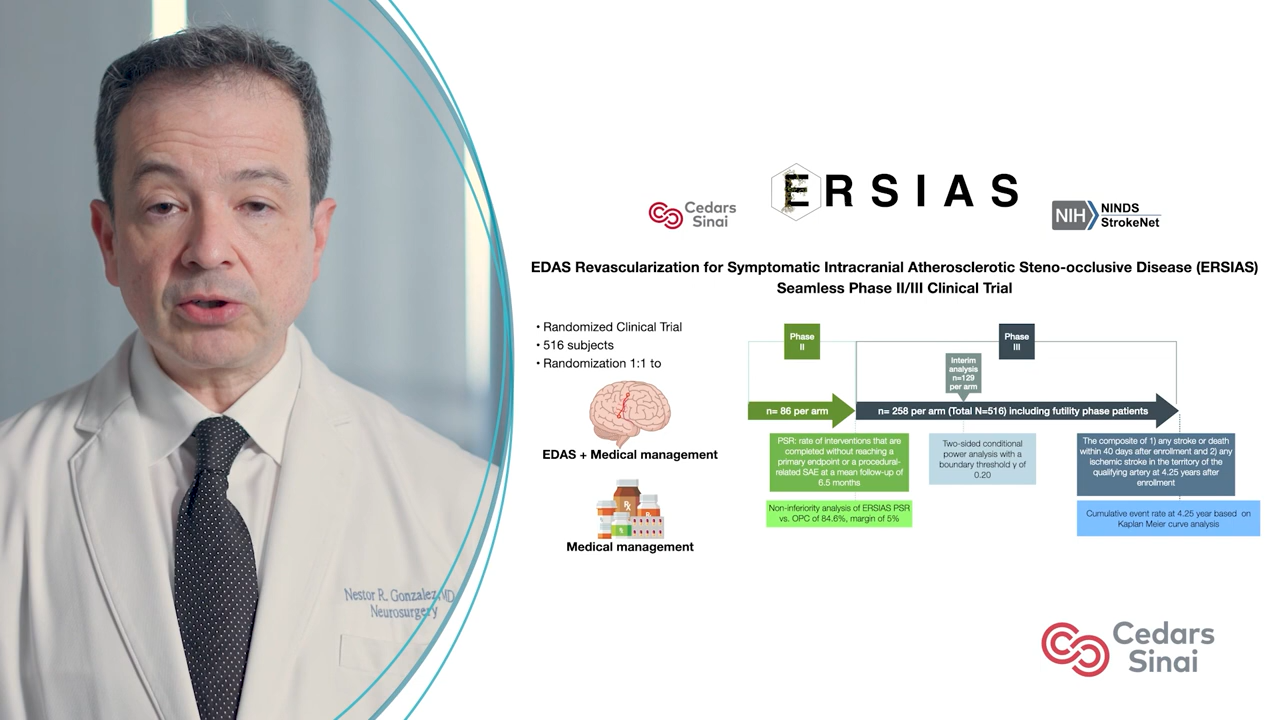 Cedars
Sinai
ERSIAS
NIH
NINDS
StrokeNet
EDAS Revascularization for Symptomatic Intracranial Atherosclerotic Steno-occlusive Disease (ERSIAS)
Seamless Phase II/III Clinical Trial
• Randomized Clinical Trial
• 516 subjects
• Randomization 1:1 to
EDAS + Medical management
Medical management
Phase
II
Phase
III
Interim
analysis
n=129
per arm
n= 86 per arm
n= 258 per arm (Total N=516) including futility phase patients
PSR: rate of interventions that are
completed without reaching a
primary endpoint or a procedural-
related SAE at a mean follow-up of
6.5 months
Non-inferiority analysis of ERSIAS PSR
vs. OPC of 84.6%, margin of 5%
Two-sided conditional
power analysis with a
boundary threshold γ of
0.20
The composite of 1) any stroke or death
within 40 days after enrollment and 2) any
ischemic stroke in the territory of the
qualifying artery at 4.25 years after
enrollment
Cumulative event rate at 4.25 year based on
Kaplan Meier curve analysis
Nestor R. Gonzalez, MD
Neurosurgery
Cedars
Sinai